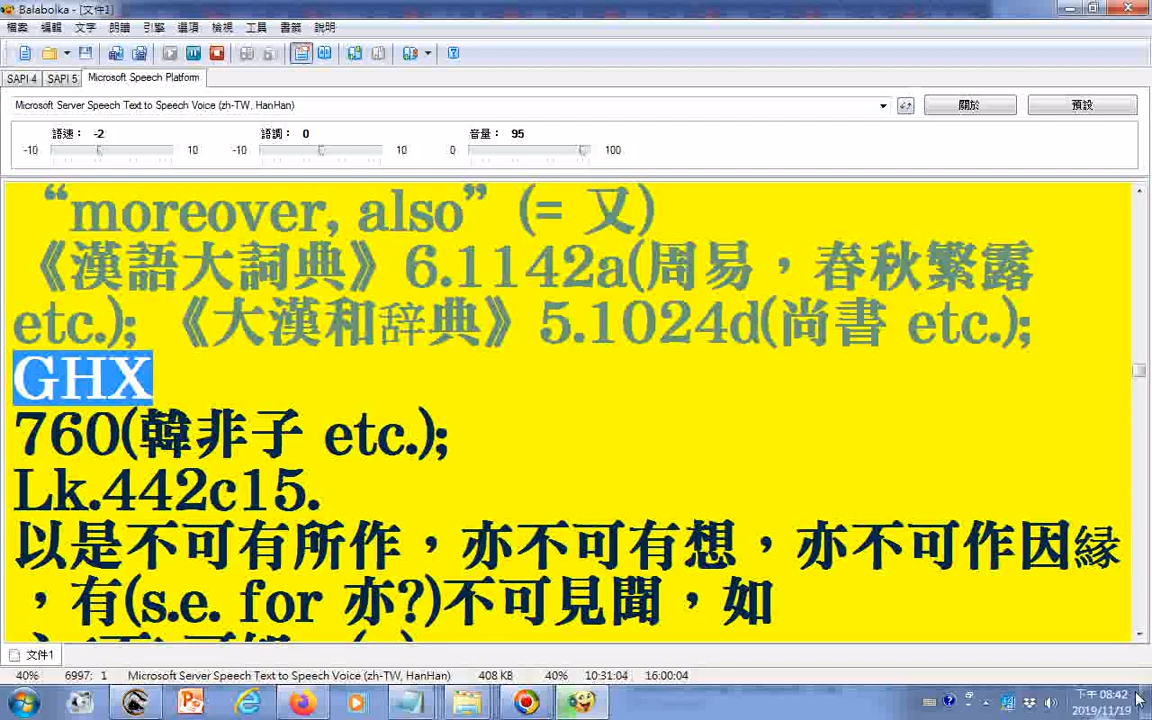 Balabolka - [文件1]
檔案 編輯 文字 朗讀 引擎 選項 檢視 工具 書籤 說明
SAPI 4 SAPI 5 Microsoft Speech Platform
Microsoft Server Speech Text to Speech Voice (zh-TW, HanHan) 關於 預設
語速： -2 語調： 0 音量： 95
-10 10 -10 10 0 100
“moreover, also” (= 又)
《漢語大詞典》6.1142a(周易，春秋繁露
etc.); 《大漢和辞典》5.1024d(尚書 etc.);
GHX
760(韓非子 etc.);
Lk.442c15.
以是不可有所作，亦不可有想，亦不可作因縁
，有(s.e. for 亦?)不可見聞，如
文件1
40% 6997: 1 Microsoft Server Speech Text to Speech Voice (zh-TW, HanHan) 408 KB 40% 10:31:04 16:00:04
下午 08:42
2019/11/19